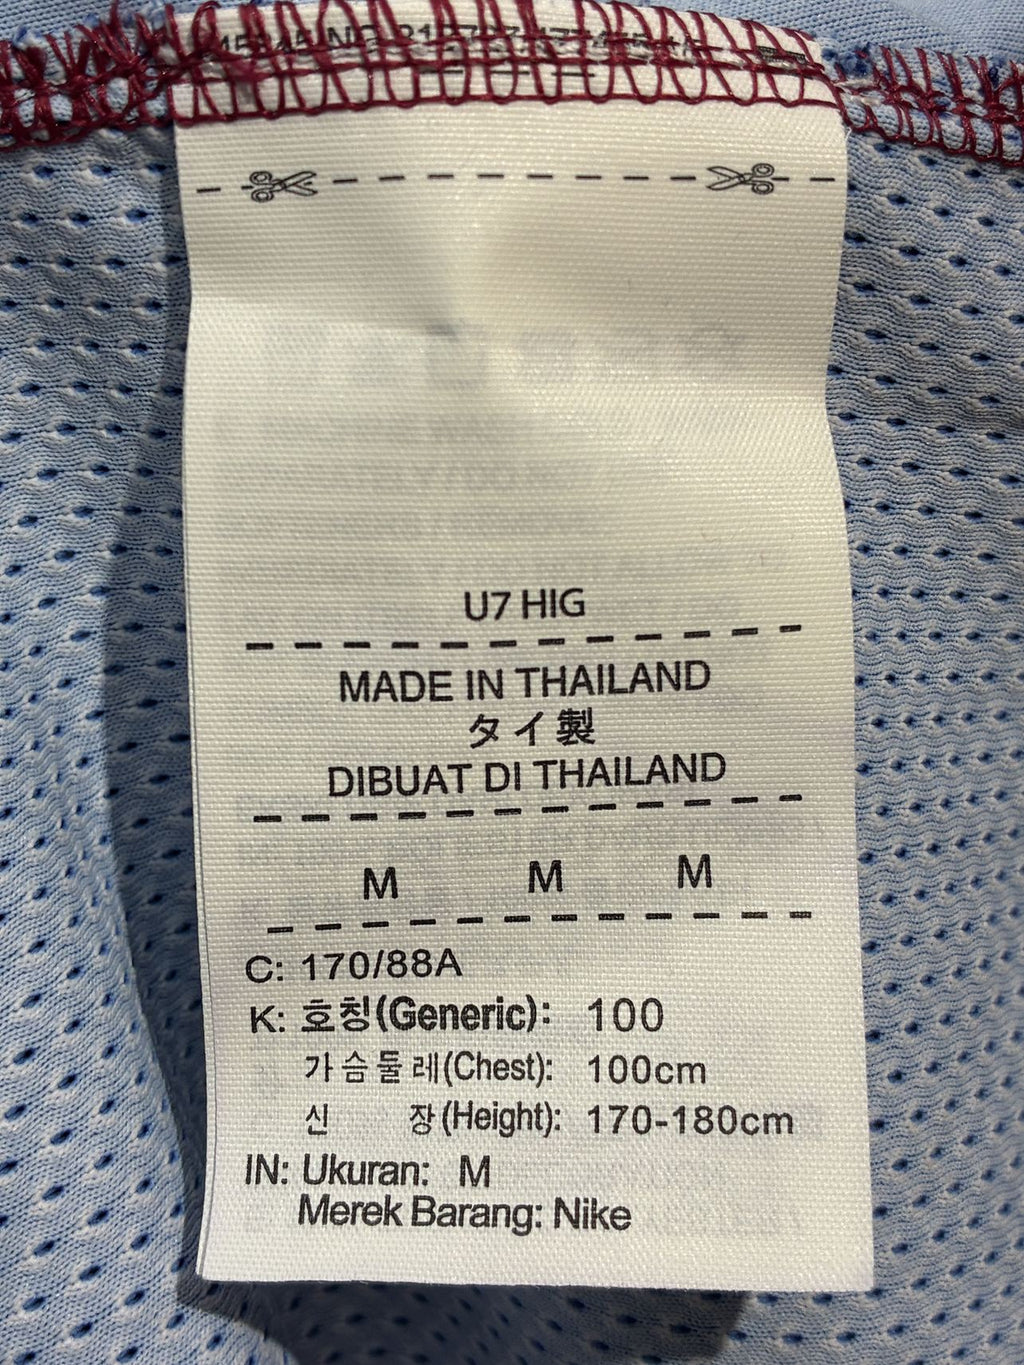 U7 HIG
MADE IN THAILAND
タイ製
DIBUAT DI THAILAND
M M M
C: 170/88A
K: 호칭(Generic): 100
가슴둘레(Chest): 100cm
신 장(Height): 170-180cm
IN: Ukuran: M
Merek Barang: Nike